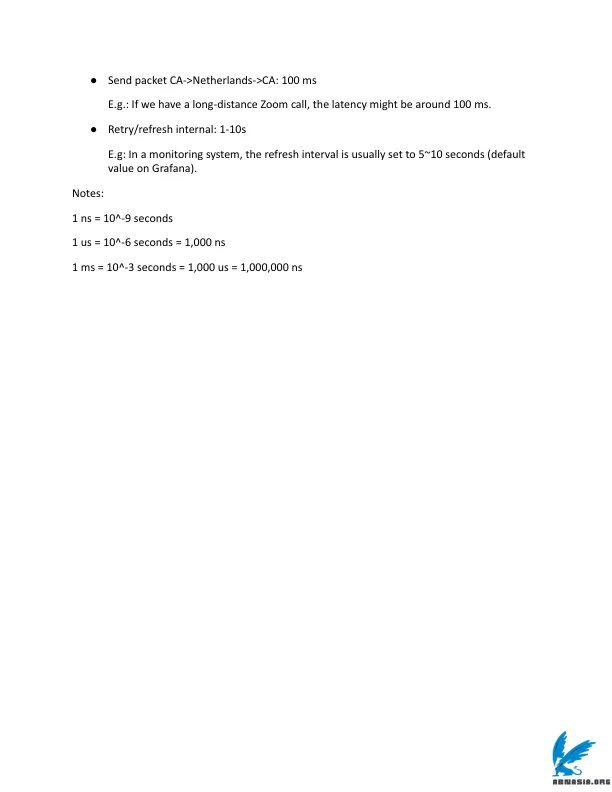 ● Send packet CA->Netherlands->CA: 100 ms
E.g.: If we have a long-distance Zoom call, the latency might be around 100 ms.
● Retry/refresh internal: 1-10s
E.g: In a monitoring system, the refresh interval is usually set to 5~10 seconds (default
value on Grafana).
Notes:
1 ns = 10^-9 seconds
1 us = 10^-6 seconds = 1,000 ns
1 ms = 10^-3 seconds = 1,000 us = 1,000,000 ns
ABNASIA.ORG